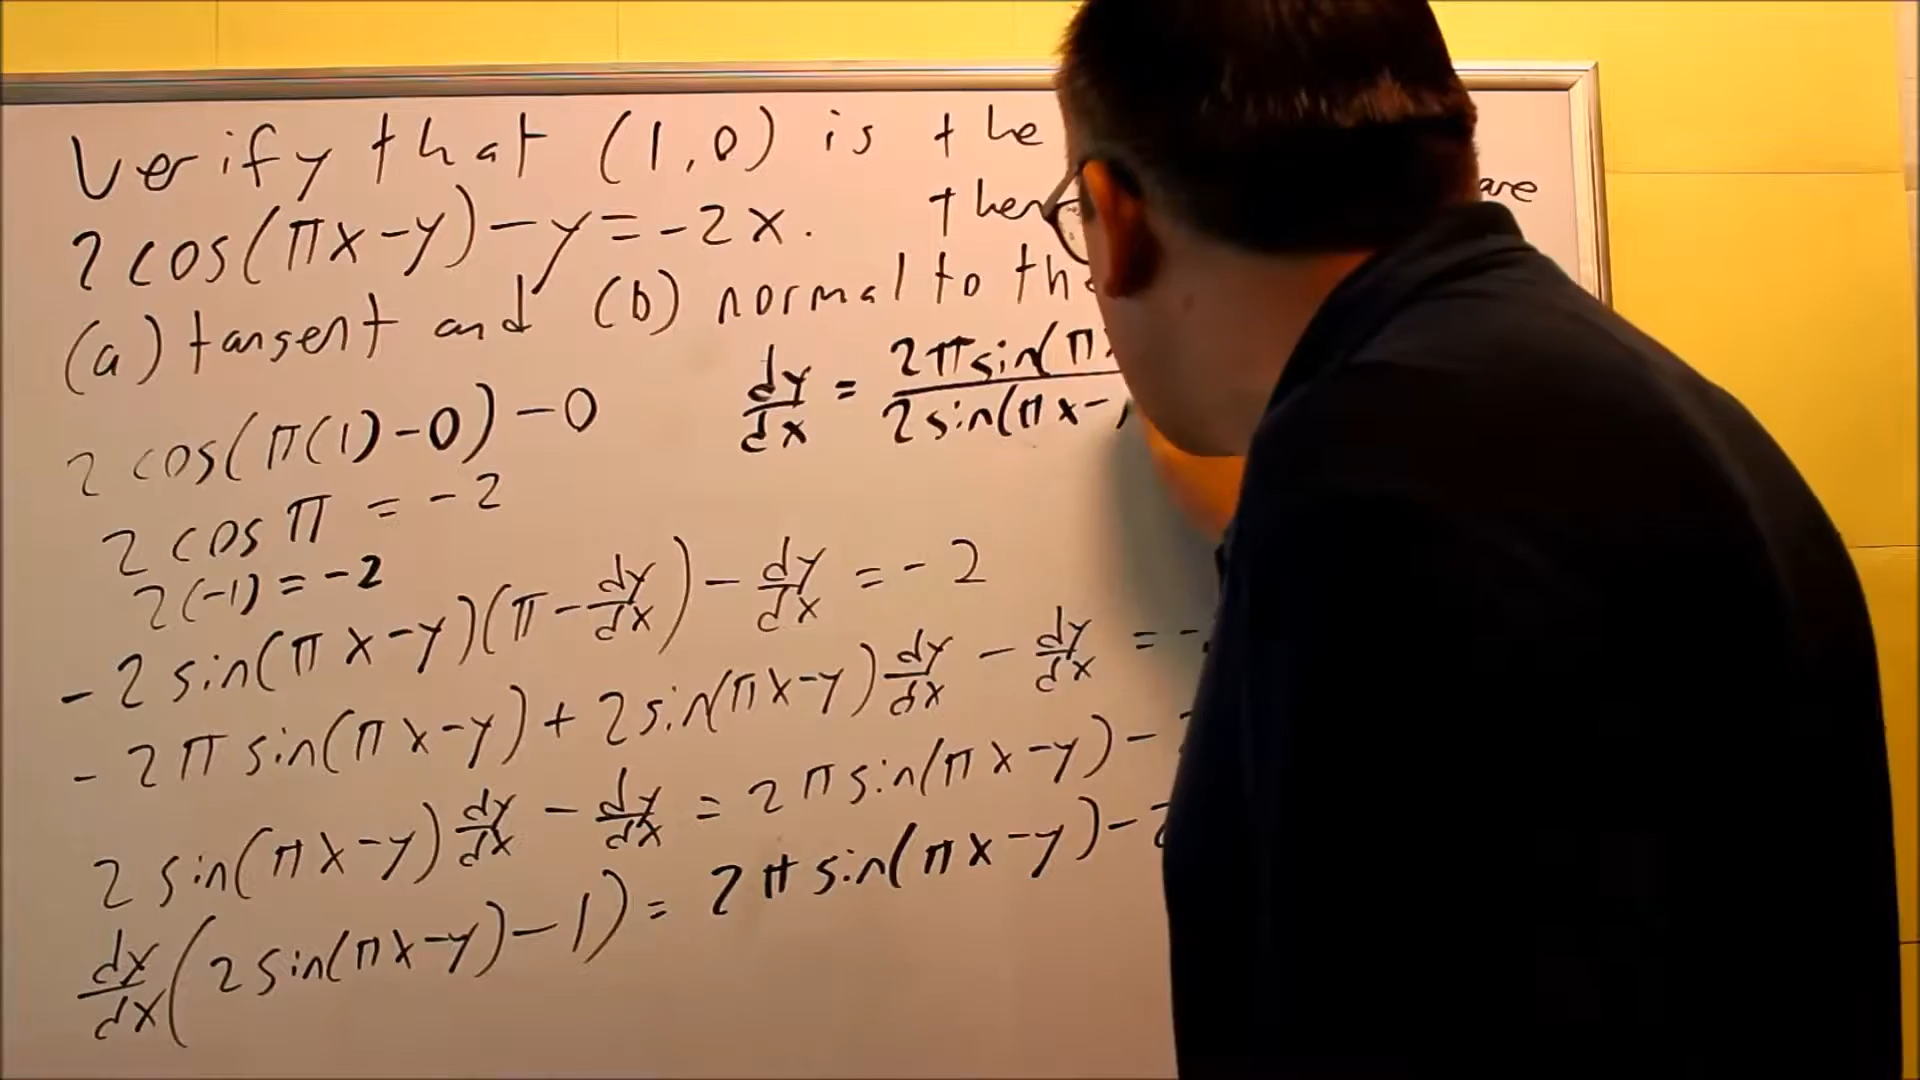 Verify that (1,0) is the
2cos(πx-y)-y=-2x. then are
(a) tangent and (b) normal to the
dy/dx = 2πsin(πx / 2sin(πx-
2cos(π(1)-0)-0
2cosπ = -2
2(-1) = -2
-2sin(πx-y)(π-dy/dx)-dy/dx=-2
-2πsin(πx-y)+2sin(πx-y)dy/dx-dy/dx=-
2sin(πx-y)dy/dx-dy/dx=2πsin(πx-y)-2
dy/dx(2sin(πx-y)-1)=2πsin(πx-y)-2